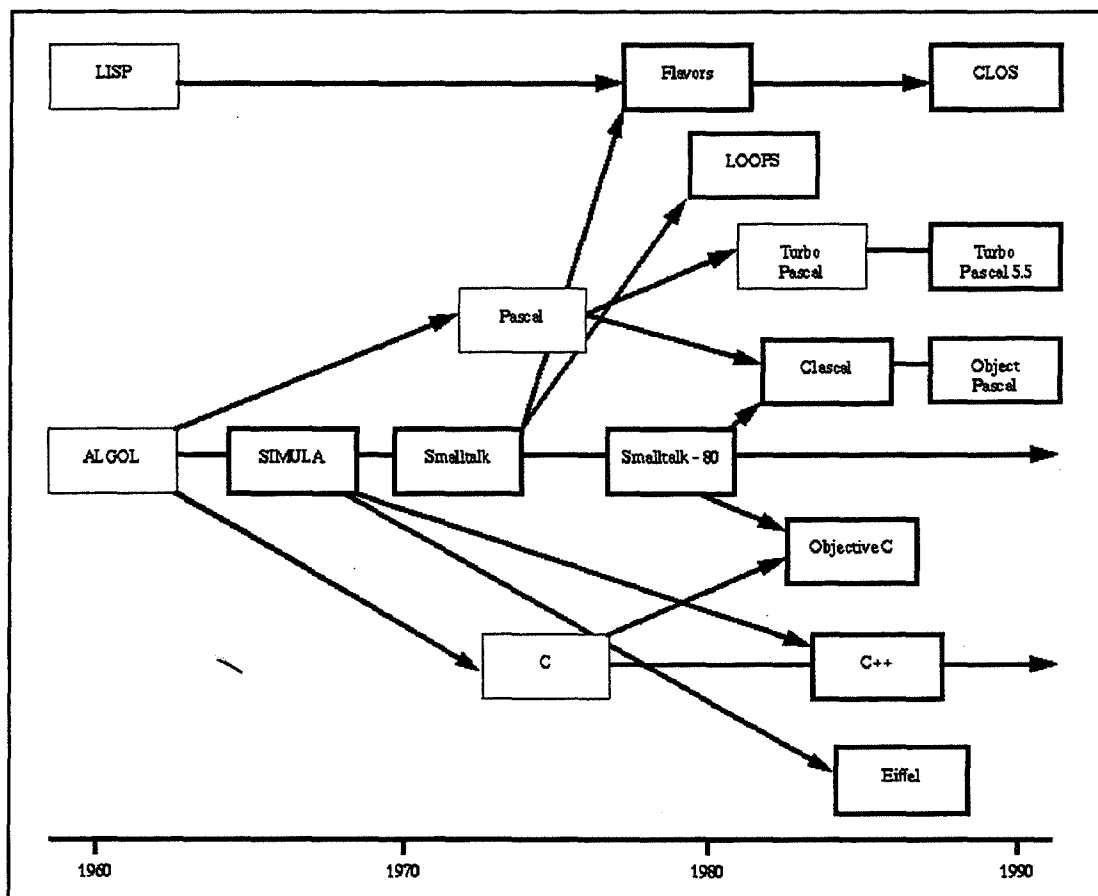 LISP
Flavors
CLOS
LOOPS
Turbo
Pascal
Turbo
Pascal 5.5
Pascal
Clascal
Object
Pascal
ALGOL
SIMULA
Smalltalk
Smalltalk - 80
Objective C
C
C++
Eiffel
1960
1970
1980
1990